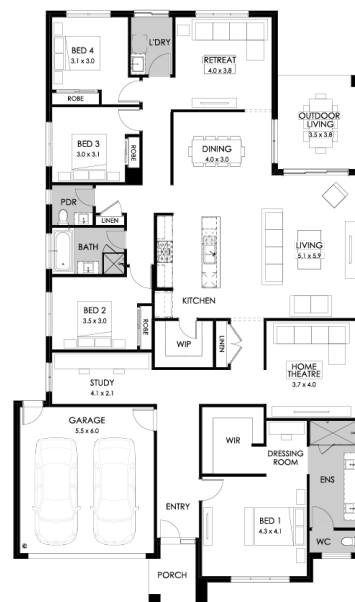 BED 4
3.1 x 3.0
L'DRY
RETREAT
4.0 x 3.8
ROBE
OUTDOOR
LIVING
3.5 x 3.8
BED 3
3.0 x 3.1
ROBE
DINING
4.0 x 3.0
PDR
LINEN
BATH
LIVING
5.1 x 5.9
KITCHEN
BED 2
3.5 x 3.0
ROBE
WIP
LINEN
HOME
THEATRE
3.7 x 4.0
STUDY
4.1 x 2.1
GARAGE
5.5 x 6.0
WIR
DRESSING
ROOM
ENS
ENTRY
BED 1
4.3 x 4.1
WC
PORCH